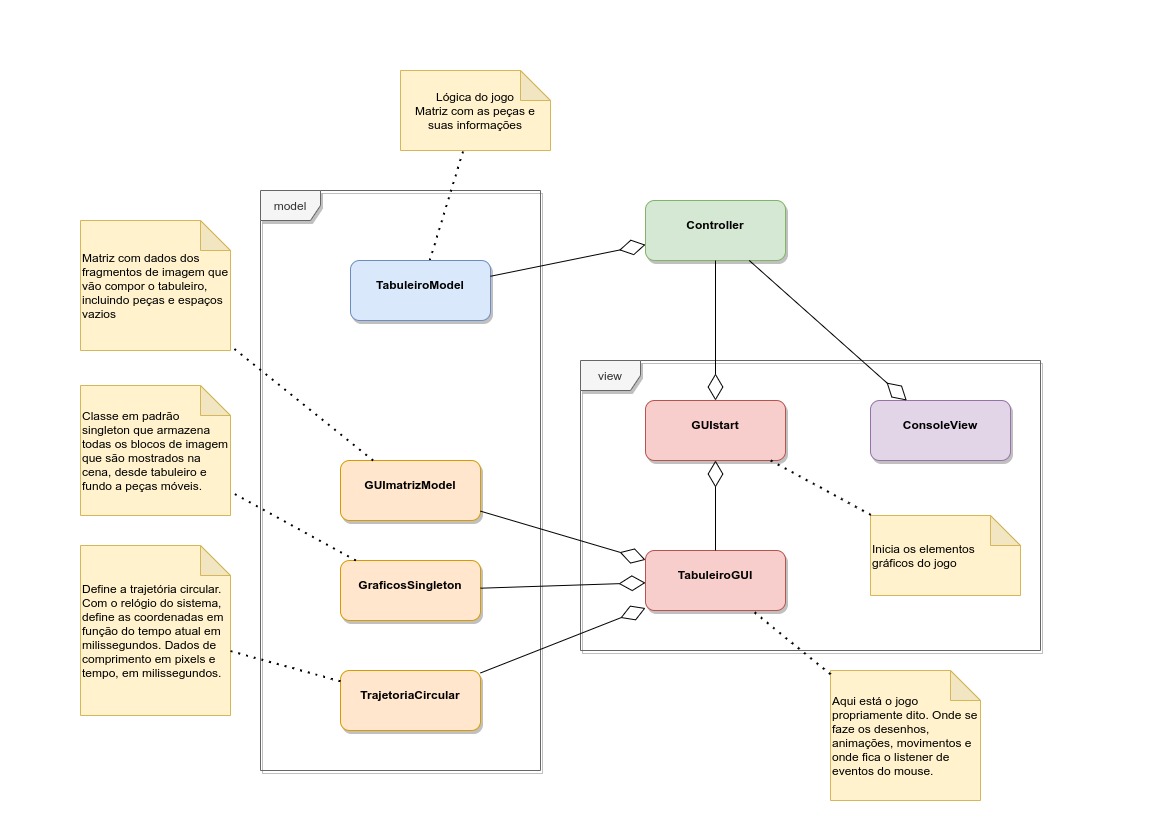 Lógica do jogo
Matriz com as peças e
suas informações
model
Controller
Matriz com dados dos
fragmentos de imagem que
vão compor o tabuleiro,
incluindo peças e espaços
vazios
TabuleiroModel
view
GUIstart
ConsoleView
Classe em padrão
singleton que armazena
todas os blocos de imagem
que são mostrados na
cena, desde tabuleiro e
fundo a peças móveis.
GUImatrizModel
Inicia os elementos
gráficos do jogo
GraficosSingleton
TabuleiroGUI
Define a trajetória circular.
Com o relógio do sistema,
define as coordenadas em
função do tempo atual em
milissegundos. Dados de
comprimento em pixels e
tempo, em milissegundos.
TrajetoriaCircular
Aqui está o jogo
propriamente dito. Onde se
faze os desenhos,
animações, movimentos e
onde fica o listener de
eventos do mouse.